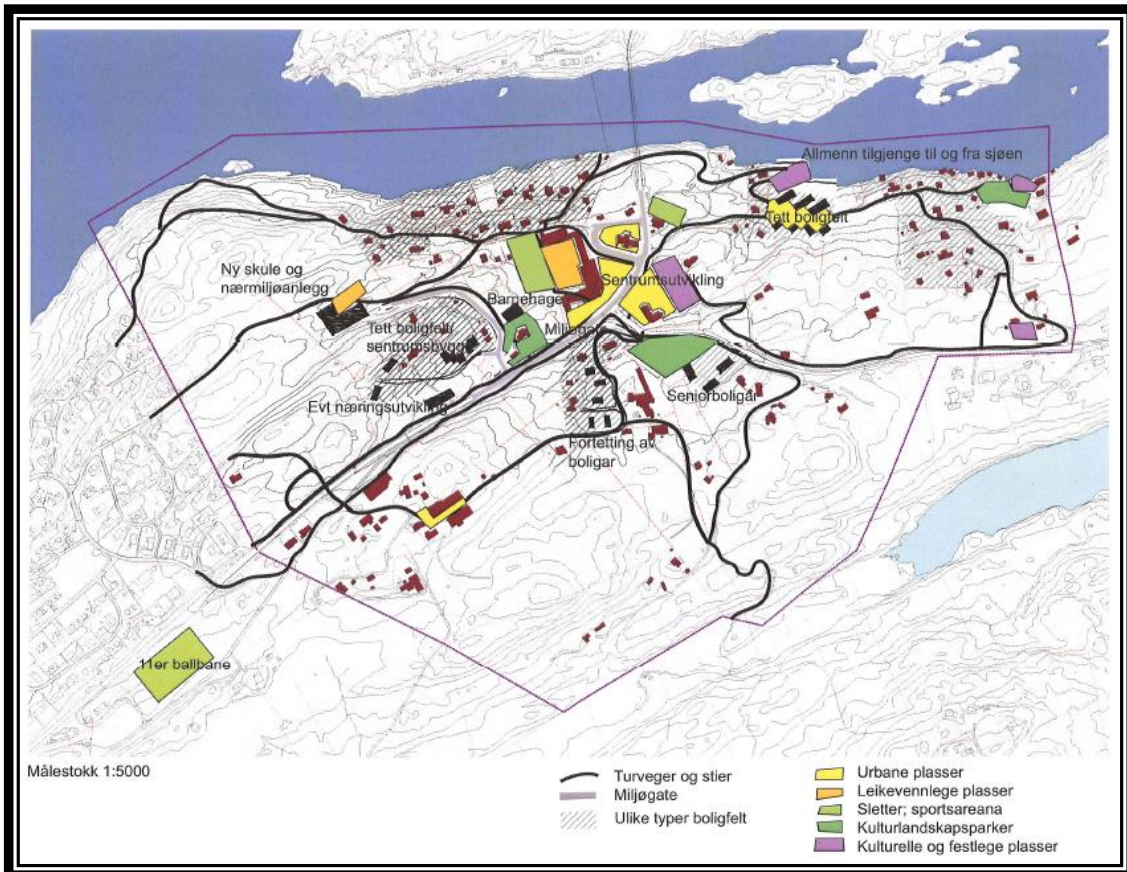 Allmenn tilgjenge til og fra sjøen
Tett boligfelt
Ny skule og
nærmiljøanlegg
Sentrumsutvikling
Barnehage
Tett boligfelt/
sentrumsbygg
Miljøgate
Evt næringsutvikling
Seniorboligar
Fortetting av
boligar
11er ballbane
Målestokk 1:5000
Turveger og stier
Miljøgate
Ulike typer boligfelt
Urbane plasser
Leikevennlege plasser
Sletter; sportsareana
Kulturlandskapsparker
Kulturelle og festlege plasser